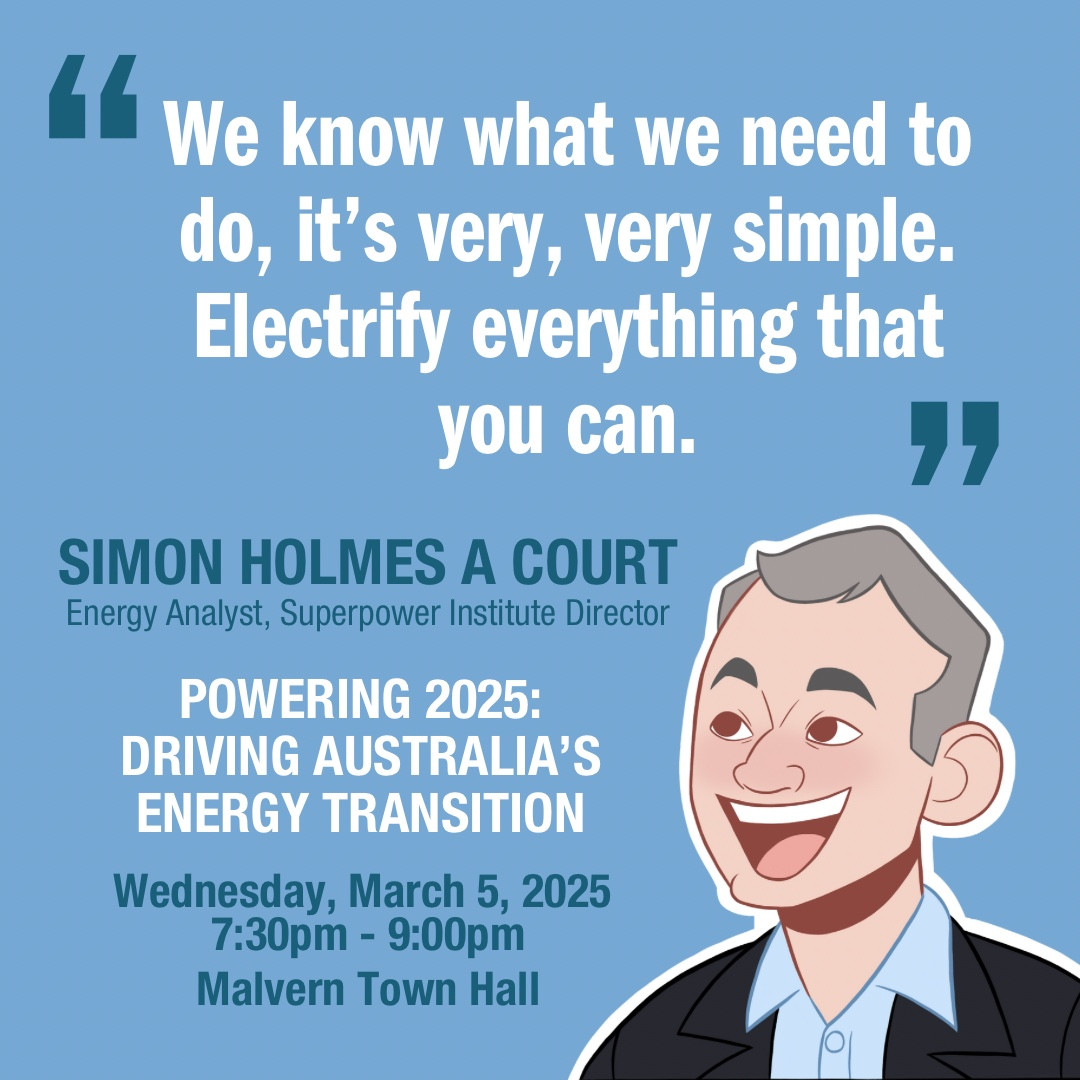 “We know what we need to
do, it’s very, very simple.
Electrify everything that
you can.”
SIMON HOLMES A COURT
Energy Analyst, Superpower Institute Director
POWERING 2025:
DRIVING AUSTRALIA’S
ENERGY TRANSITION
Wednesday, March 5, 2025
7:30pm - 9:00pm
Malvern Town Hall